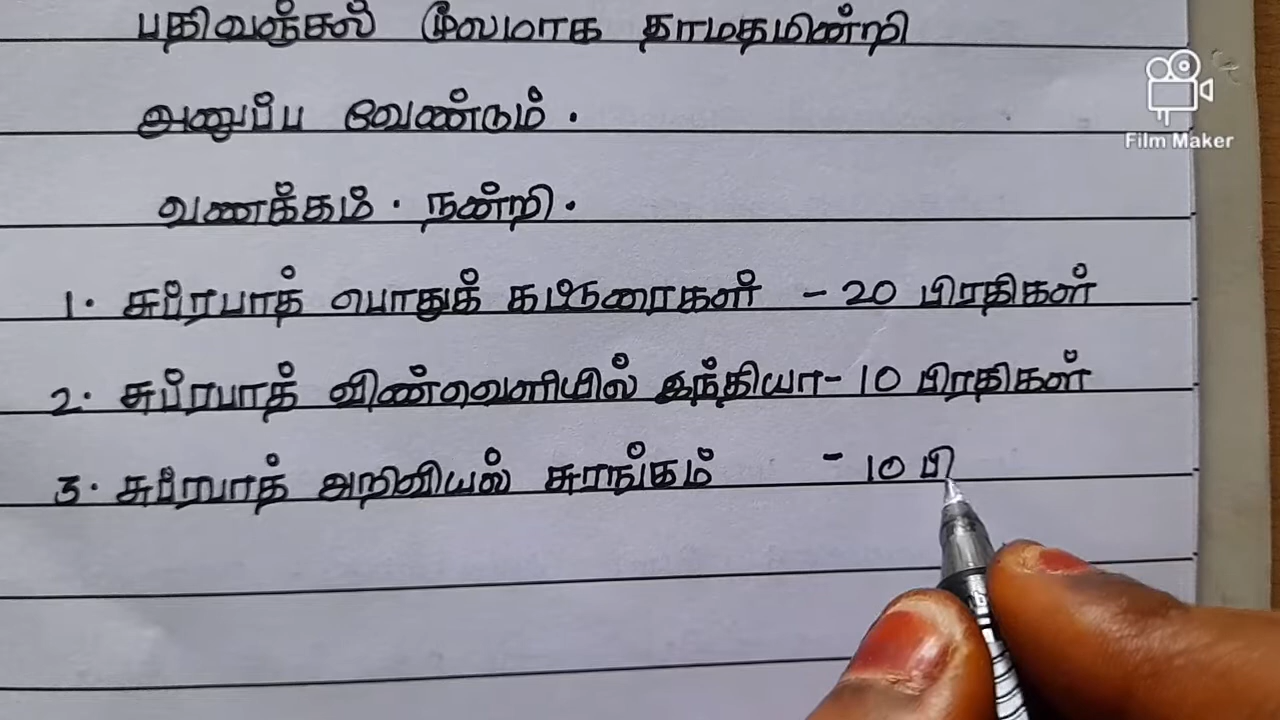 பதிவஞ்சல் மூலமாக தாமதமின்றி
அனுப்ப வேண்டும்.
வணக்கம். நன்றி.
1. சுப்ரபாத் பொதுக் கட்டுரைகள் - 20 பிரதிகள்
2. சுப்ரபாத் விண்வெளியில் இந்தியா - 10 பிரதிகள்
3. சுப்ரபாத் அறிவியல் சுரங்கம் - 10 பி
Film Maker